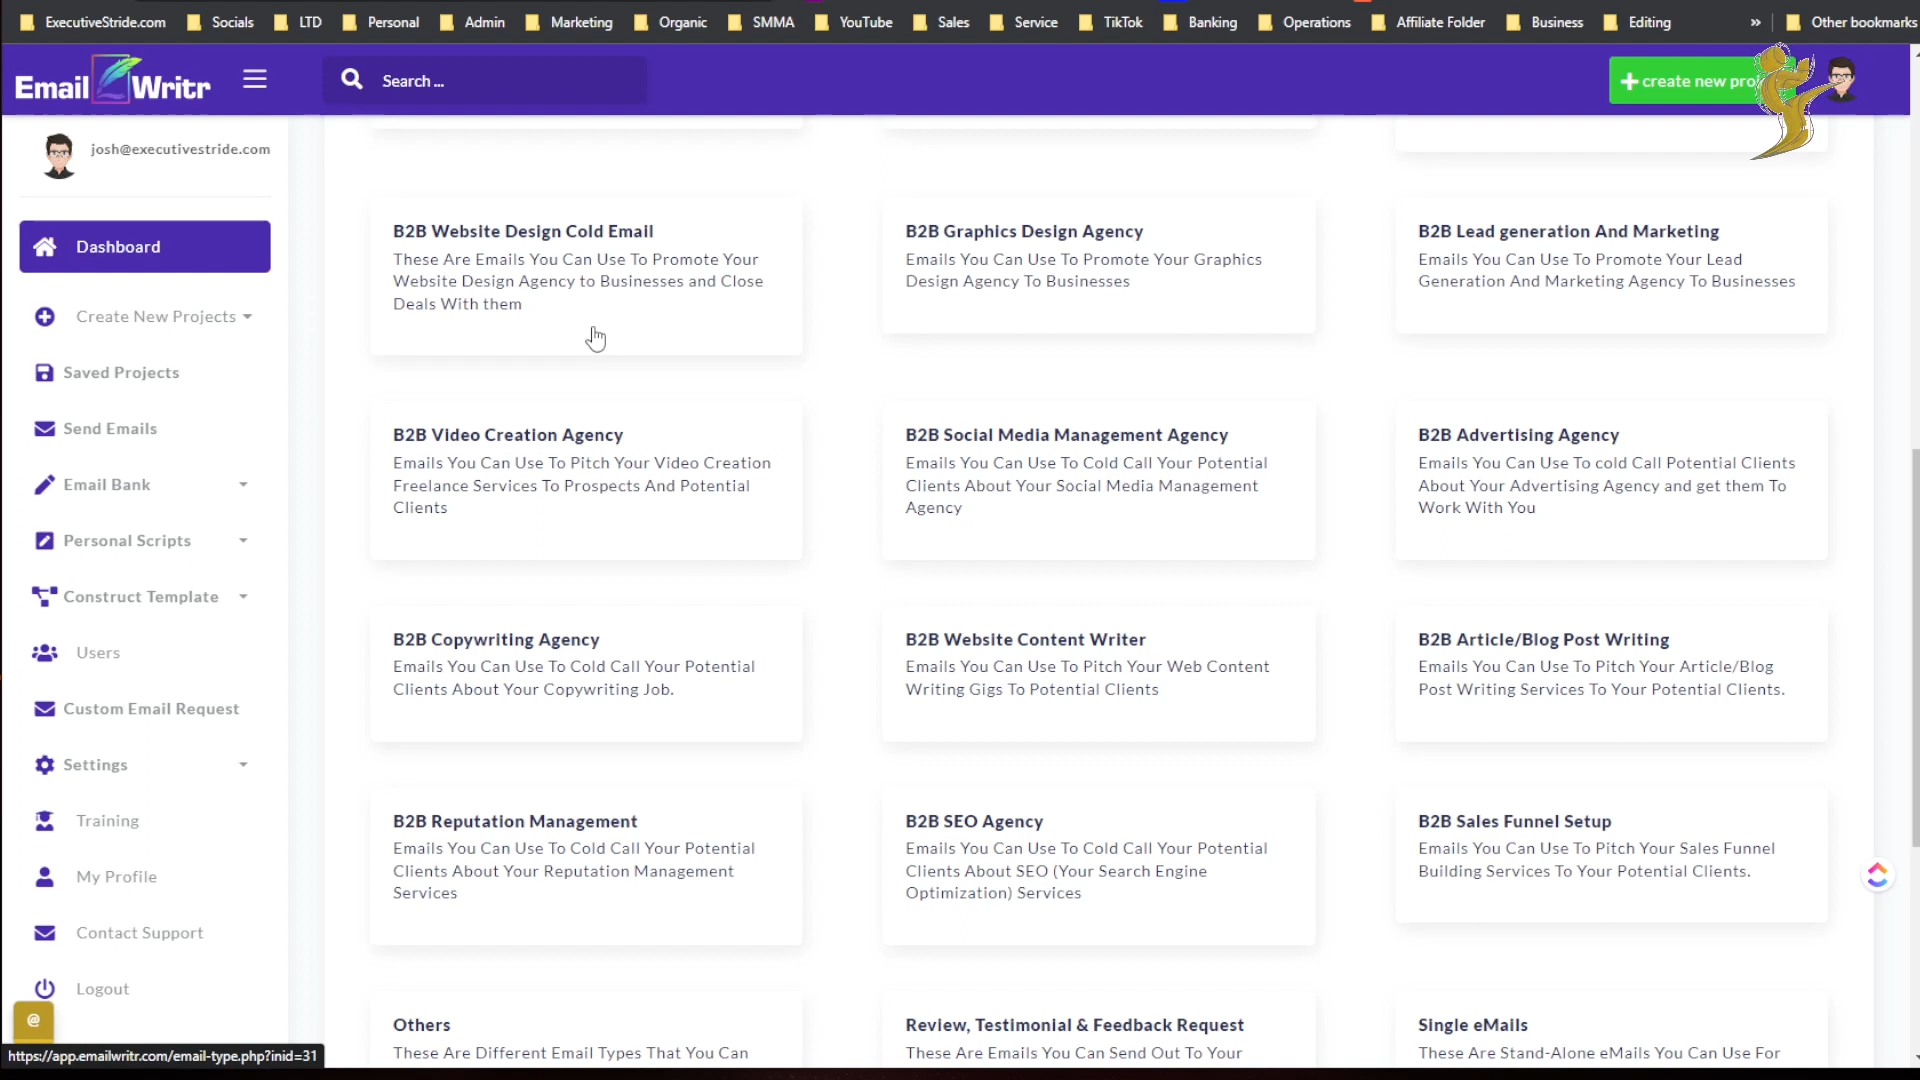 ExecutiveStride.com Socials LTD Personal Admin Marketing Organic SMMA YouTube Sales Service TikTok Banking Operations Affiliate Folder Business Editing » Other bookmarks
Email Writr
Search ...
create new pro
josh@executivestride.com
Dashboard
Create New Projects
Saved Projects
Send Emails
Email Bank
Personal Scripts
Construct Template
Users
Custom Email Request
Settings
Training
My Profile
Contact Support
Logout
@
https://app.emailwritr.com/email-type.php?inid=31
B2B Website Design Cold Email
These Are Emails You Can Use To Promote Your
Website Design Agency to Businesses and Close
Deals With them
B2B Graphics Design Agency
Emails You Can Use To Promote Your Graphics
Design Agency To Businesses
B2B Lead generation And Marketing
Emails You Can Use To Promote Your Lead
Generation And Marketing Agency To Businesses
B2B Video Creation Agency
Emails You Can Use To Pitch Your Video Creation
Freelance Services To Prospects And Potential
Clients
B2B Social Media Management Agency
Emails You Can Use To Cold Call Your Potential
Clients About Your Social Media Management
Agency
B2B Advertising Agency
Emails You Can Use To cold Call Potential Clients
About Your Advertising Agency and get them To
Work With You
B2B Copywriting Agency
Emails You Can Use To Cold Call Your Potential
Clients About Your Copywriting Job.
B2B Website Content Writer
Emails You Can Use To Pitch Your Web Content
Writing Gigs To Potential Clients
B2B Article/Blog Post Writing
Emails You Can Use To Pitch Your Article/Blog
Post Writing Services To Your Potential Clients.
B2B Reputation Management
Emails You Can Use To Cold Call Your Potential
Clients About Your Reputation Management
Services
B2B SEO Agency
Emails You Can Use To Cold Call Your Potential
Clients About SEO (Your Search Engine
Optimization) Services
B2B Sales Funnel Setup
Emails You Can Use To Pitch Your Sales Funnel
Building Services To Your Potential Clients.
Others
These Are Different Email Types That You Can
Review, Testimonial & Feedback Request
These Are Emails You Can Send Out To Your
Single eMails
These Are Stand-Alone eMails You Can Use For